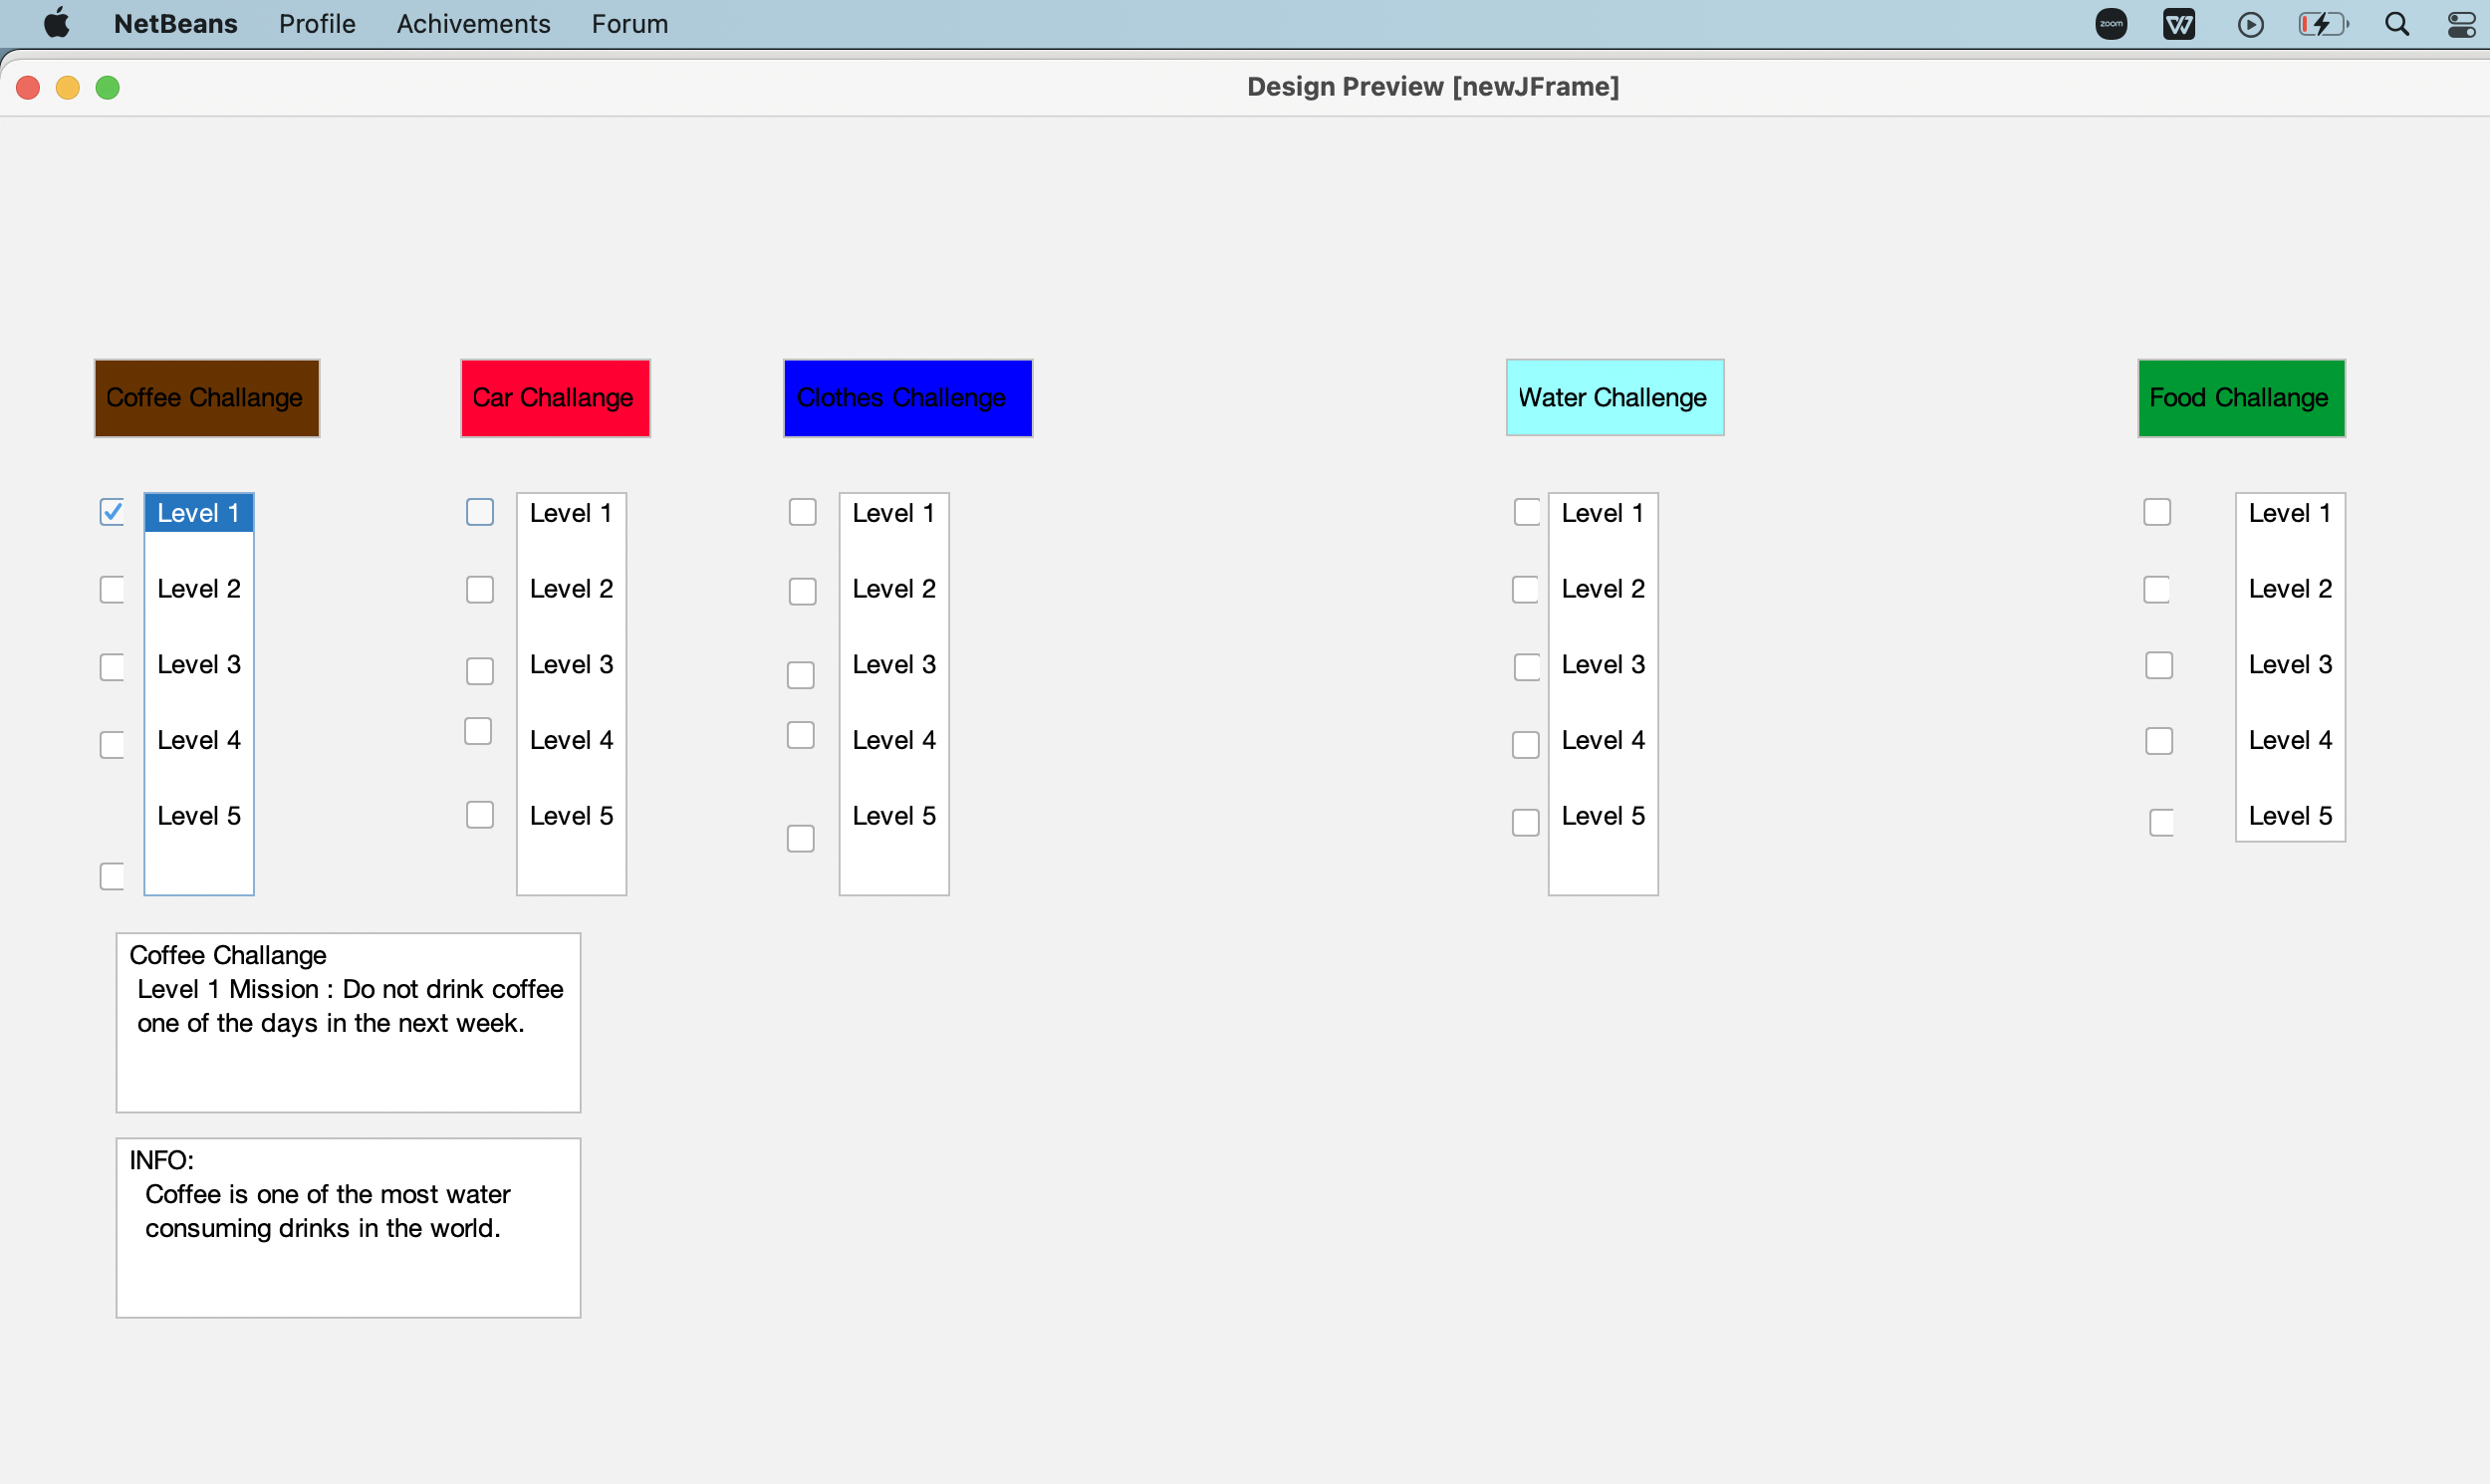 NetBeans Profile Achivements Forum
zoom
Design Preview [newJFrame]
Coffee Challange Car Challange Clothes Challenge Water Challenge Food Challange
Level 1 Level 1 Level 1 Level 1 Level 1
Level 2 Level 2 Level 2 Level 2 Level 2
Level 3 Level 3 Level 3 Level 3 Level 3
Level 4 Level 4 Level 4 Level 4 Level 4
Level 5 Level 5 Level 5 Level 5 Level 5
Coffee Challange
Level 1 Mission : Do not drink coffee
one of the days in the next week.
INFO:
Coffee is one of the most water
consuming drinks in the world.